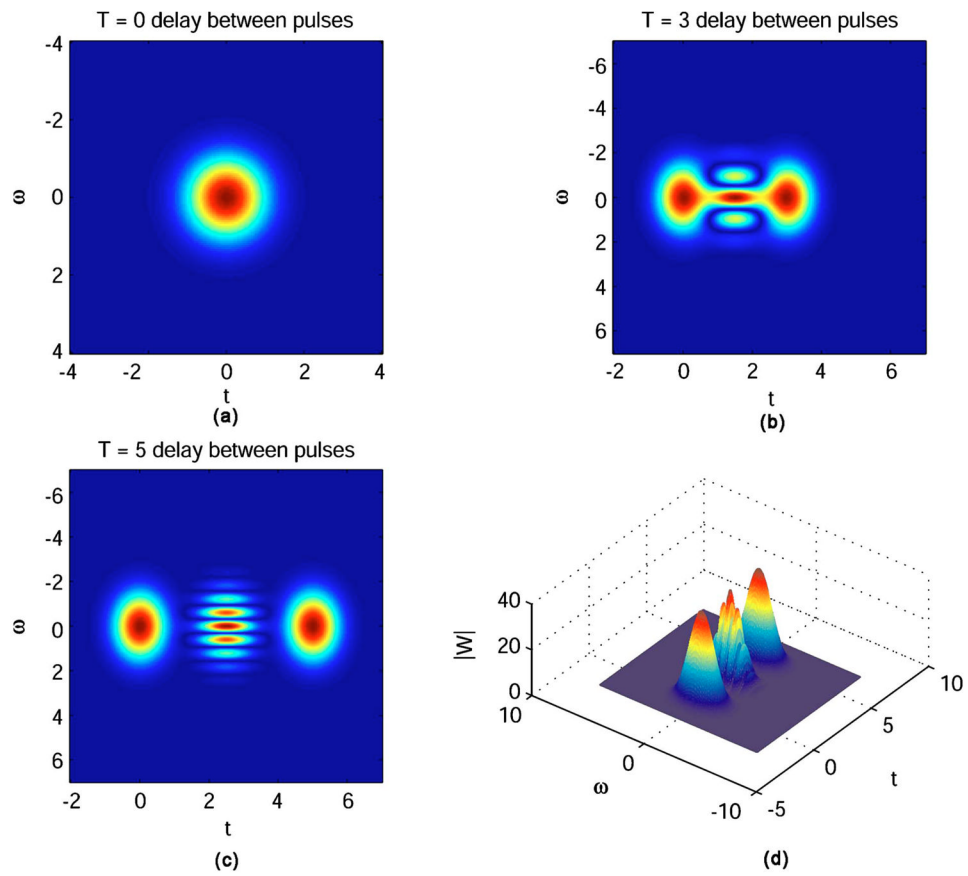 T = 0 delay between pulses
-4
-2
0
2
4
ω
-4 -2 0 2 4
t
(a)
T = 3 delay between pulses
-6
-4
-2
0
2
4
6
ω
-2 0 2 4 6
t
(b)
T = 5 delay between pulses
-6
-4
-2
0
2
4
6
ω
-2 0 2 4 6
t
(c)
40
20
0
|W|
10
0
-10
ω
-5
0
5
10
t
(d)